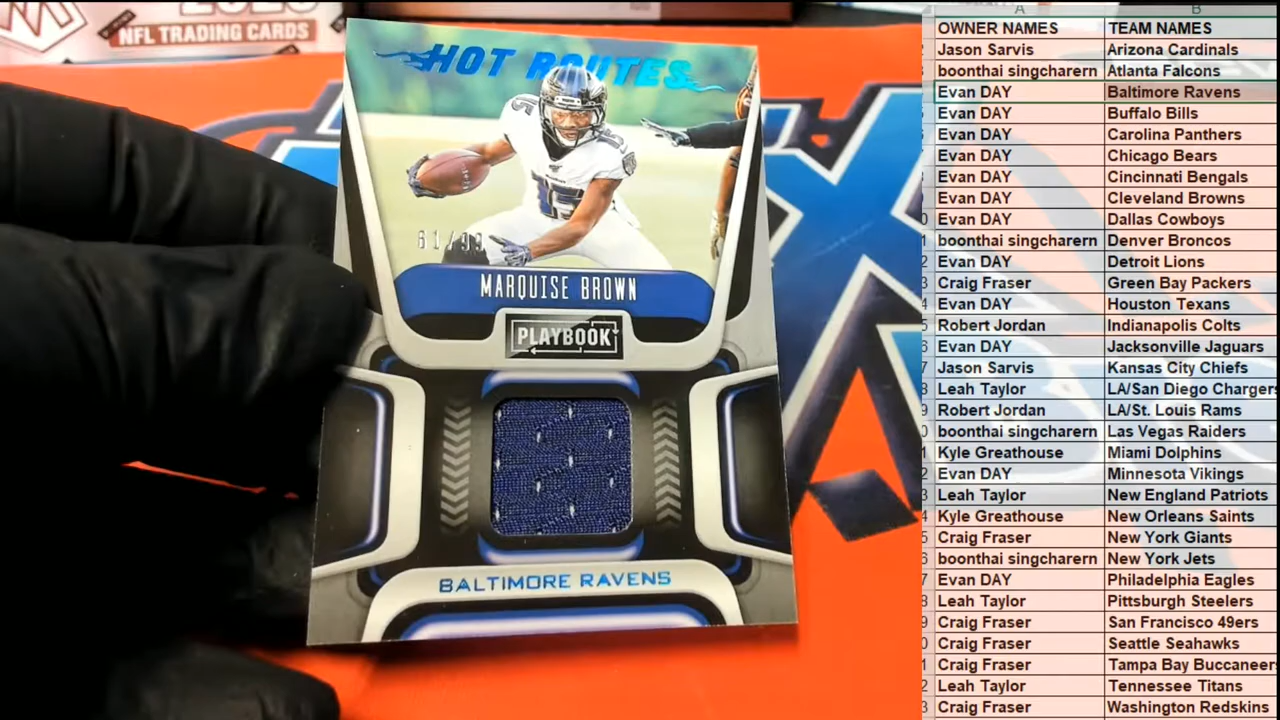 2020
NFL TRADING CARDS
HOT ROUTES
15
61/99
MARQUISE BROWN
PLAYBOOK
BALTIMORE RAVENS
A B
OWNER NAMES TEAM NAMES
Jason Sarvis Arizona Cardinals
boonthai singcharern Atlanta Falcons
Evan DAY Baltimore Ravens
Evan DAY Buffalo Bills
Evan DAY Carolina Panthers
Evan DAY Chicago Bears
Evan DAY Cincinnati Bengals
Evan DAY Cleveland Browns
Evan DAY Dallas Cowboys
boonthai singcharern Denver Broncos
Evan DAY Detroit Lions
Craig Fraser Green Bay Packers
Evan DAY Houston Texans
Robert Jordan Indianapolis Colts
Evan DAY Jacksonville Jaguars
Jason Sarvis Kansas City Chiefs
Leah Taylor LA/San Diego Chargers
Robert Jordan LA/St. Louis Rams
boonthai singcharern Las Vegas Raiders
Kyle Greathouse Miami Dolphins
Evan DAY Minnesota Vikings
Leah Taylor New England Patriots
Kyle Greathouse New Orleans Saints
Craig Fraser New York Giants
boonthai singcharern New York Jets
Evan DAY Philadelphia Eagles
Leah Taylor Pittsburgh Steelers
Craig Fraser San Francisco 49ers
Craig Fraser Seattle Seahawks
Craig Fraser Tampa Bay Buccaneers
Leah Taylor Tennessee Titans
Craig Fraser Washington Redskins